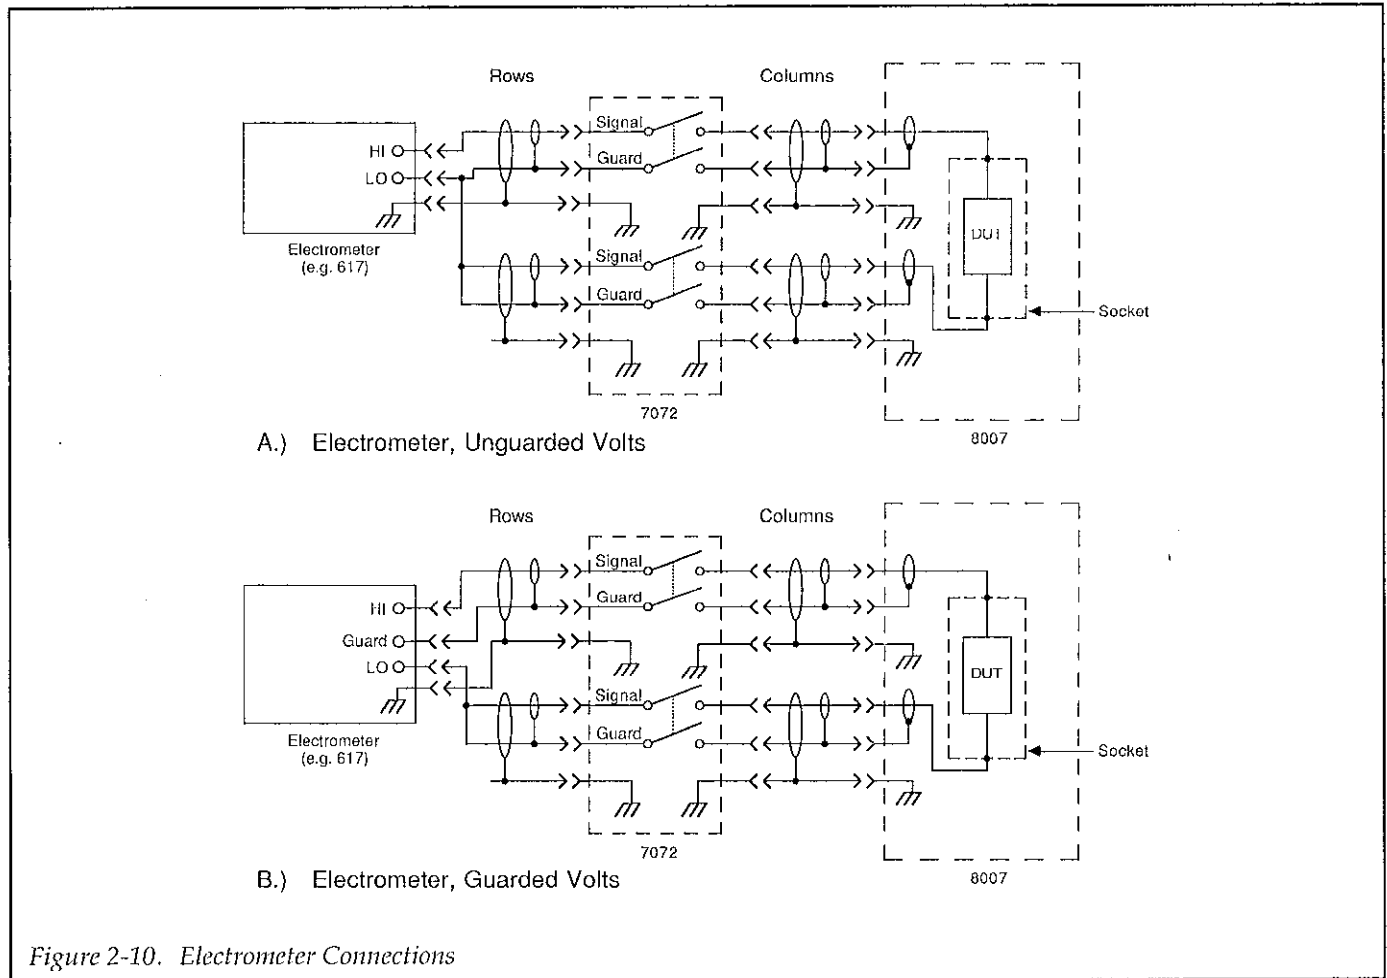 Rows
Columns
Signal
Guard
HI
LO
Electrometer
(e.g. 617)
Signal
Guard
DUT
Socket
7072
8007
A.) Electrometer, Unguarded Volts
Rows
Columns
Signal
Guard
HI
Guard
LO
Signal
Guard
DUT
Electrometer
(e.g. 617)
Socket
7072
8007
B.) Electrometer, Guarded Volts
Figure 2-10. Electrometer Connections